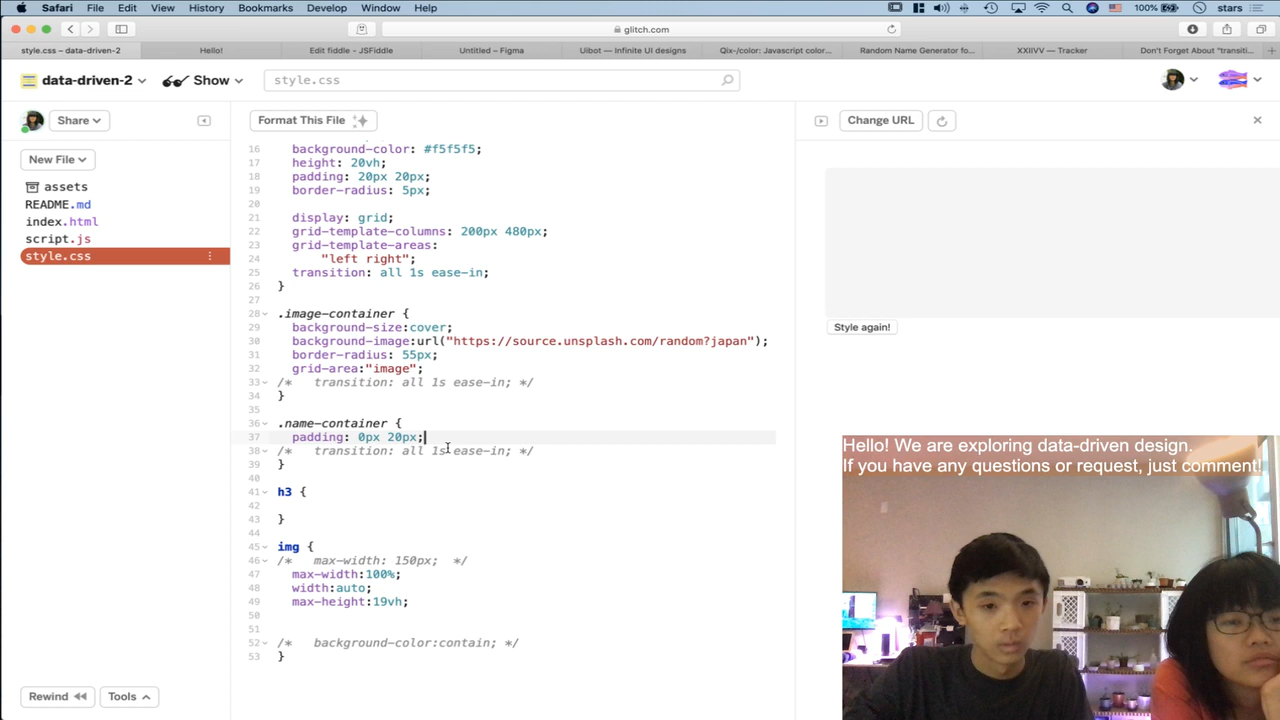 Safari File Edit View History Bookmarks Develop Window Help 100% stars
glitch.com
style.css – data-driven-2 Hello! Edit fiddle - JSFiddle Untitled – Figma Uibot — Infinite UI designs Qix-/color: Javascript color... Random Name Generator fo... XXIIVV — Tracker Don't Forget About "transiti...
data-driven-2 Show style.css
Share Format This File Change URL
New File
assets
README.md
index.html
script.js
style.css
16 background-color: #f5f5f5;
17 height: 20vh;
18 padding: 20px 20px;
19 border-radius: 5px;
20
21 display: grid;
22 grid-template-columns: 200px 480px;
23 grid-template-areas:
24 "left right";
25 transition: all 1s ease-in;
26 }
27
28 .image-container {
29 background-size:cover;
30 background-image:url("https://source.unsplash.com/random?japan");
31 border-radius: 55px;
32 grid-area:"image";
33 /* transition: all 1s ease-in; */
34 }
35
36 .name-container {
37 padding: 0px 20px;
38 /* transition: all 1s ease-in; */
39 }
40
41 h3 {
42
43 }
44
45 img {
46 /* max-width: 150px; */
47 max-width:100%;
48 width:auto;
49 max-height:19vh;
50
51
52 /* background-color:contain; */
53 }
Style again!
Hello! We are exploring data-driven design.
If you have any questions or request, just comment!
Rewind Tools